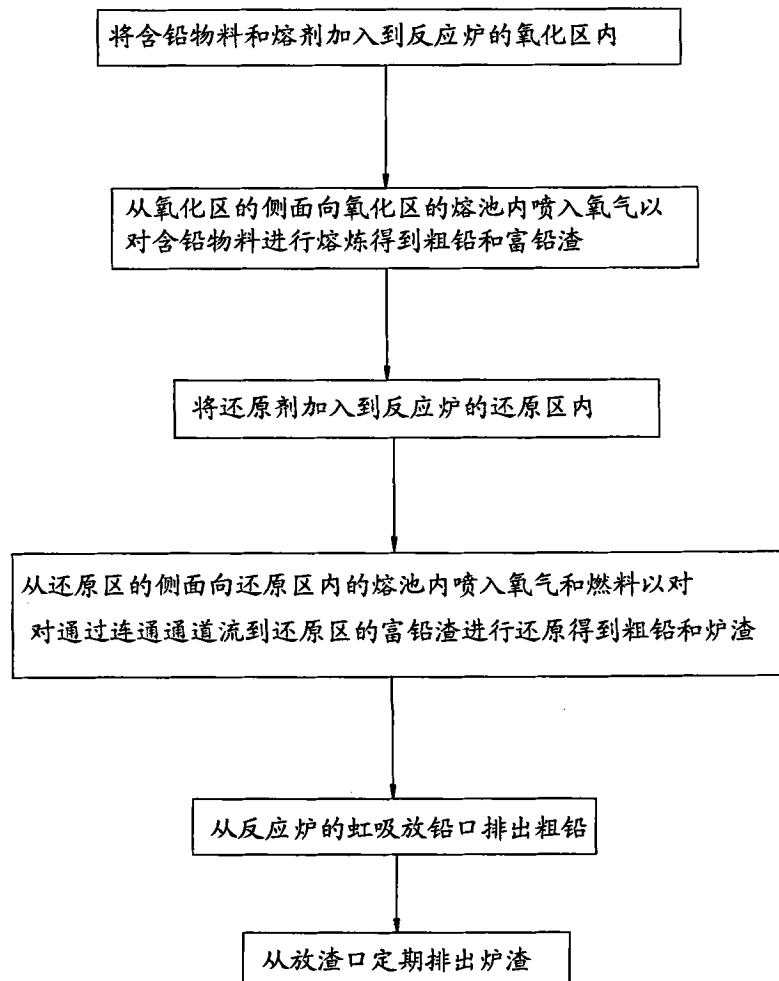 将含铅物料和熔剂加入到反应炉的氧化区内
从氧化区的侧面向氧化区的熔池内喷入氧气以
对含铅物料进行熔炼得到粗铅和富铅渣
将还原剂加入到反应炉的还原区内
从还原区的侧面向还原区内的熔池内喷入氧气和燃料以对
对通过连通通道流到还原区的富铅渣进行还原得到粗铅和炉渣
从反应炉的虹吸放铅口排出粗铅
从放渣口定期排出炉渣